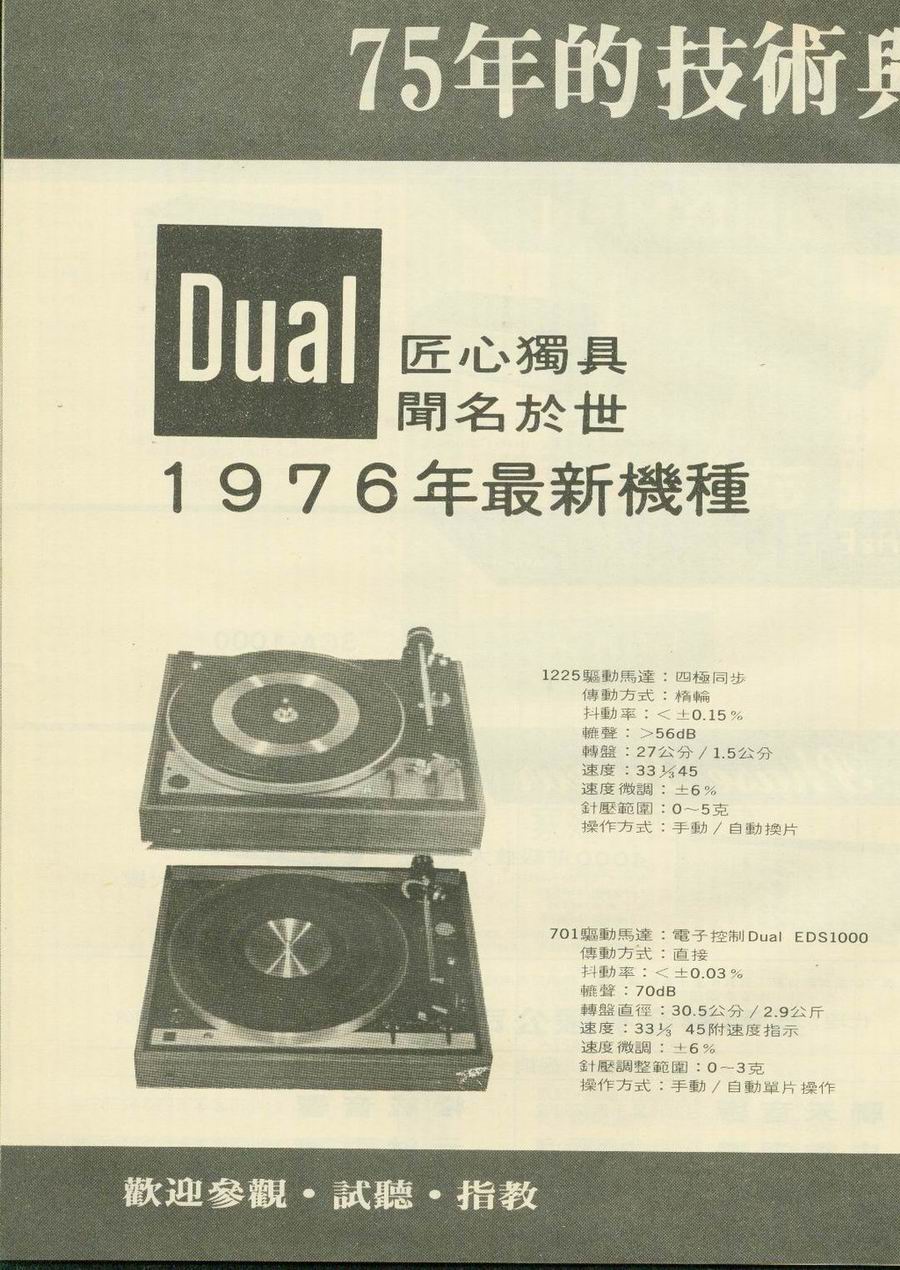 75年的技術與
Dual
匠心獨具
聞名於世
1976年最新機種
1225驅動馬達：四極同步
傳動方式：楕輪
抖動率：＜±0.15％
轆聲：＞56dB
轉盤：27公分／1.5公分
速度：33⅓45
速度微調：±6％
針壓範圍：0～5克
操作方式：手動／自動換片
701驅動馬達：電子控制Dual EDS1000
傳動方式：直接
抖動率：＜±0.03％
轆聲：70dB
轉盤直徑：30.5公分／2.9公斤
速度：33⅓ 45附速度指示
速度微調：±6％
針壓調整範圍：0～3克
操作方式：手動／自動單片操作
歡迎參觀・試聽・指教